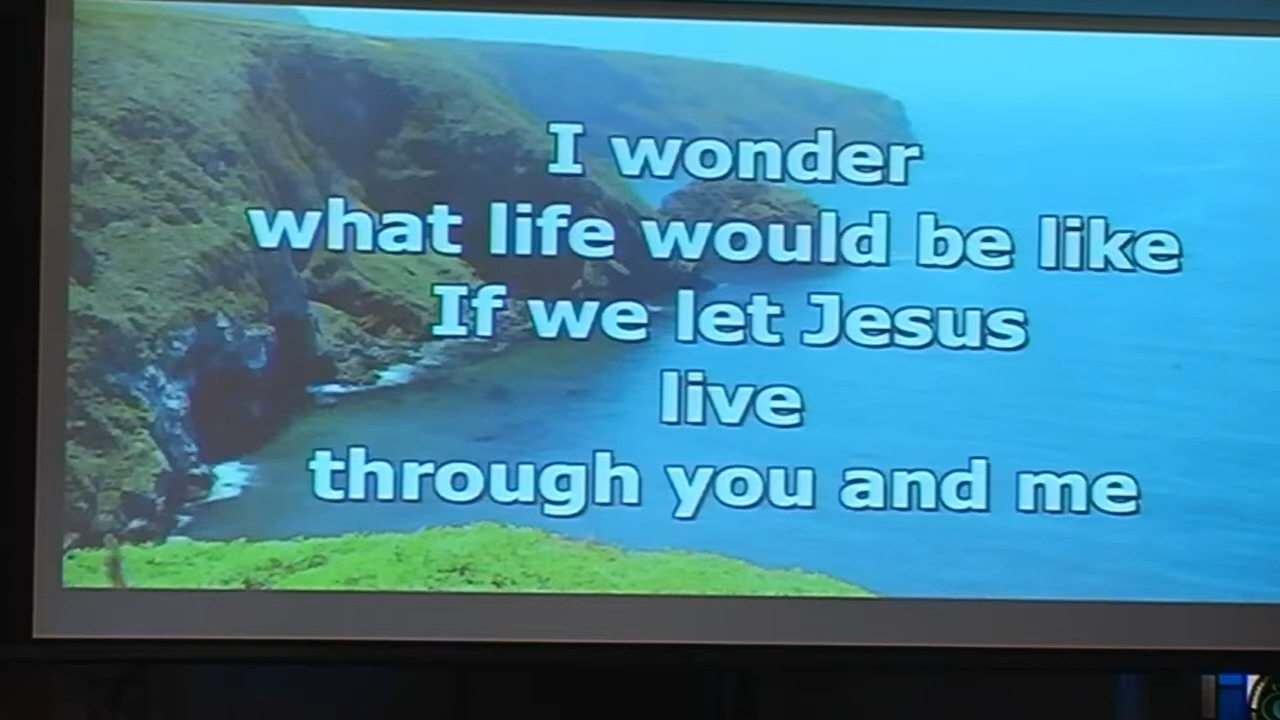 I wonder
what life would be like
If we let Jesus
live
through you and me